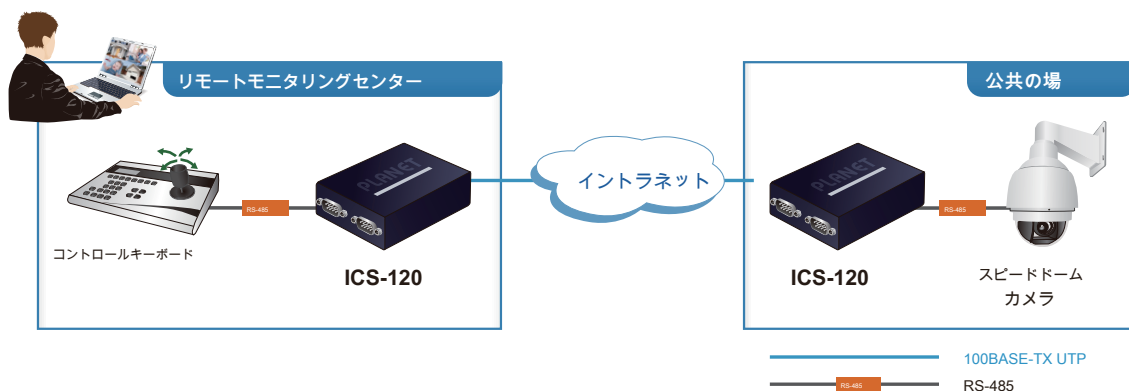 リモートモニタリングセンター
公共の場
PLANET
RS-485
コントロールキーボード
ICS-120
イントラネット
PLANET
RS-485
ICS-120
スピードドーム
カメラ
100BASE-TX UTP
RS-485
RS-485